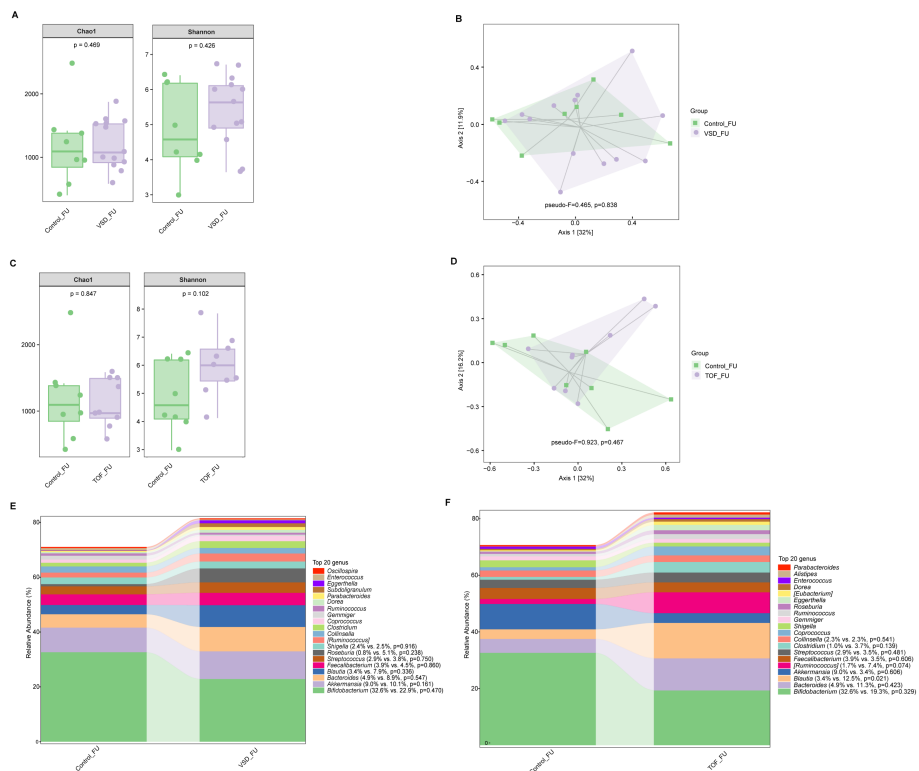 A
Chao1
p = 0.469
2000
1000
Control_FU
VSD_FU
Shannon
p = 0.426
7
6
5
4
3
Control_FU
VSD_FU
B
0.4
0.0
−0.4
Axis 2 [11.9%]
pseudo-F=0.465, p=0.838
−0.4
0.0
0.4
Axis 1 [32%]
Group
Control_FU
VSD_FU
C
Chao1
p = 0.847
2000
1000
Control_FU
TOF_FU
Shannon
p = 0.102
8
7
6
5
4
3
Control_FU
TOF_FU
D
0.6
0.3
0.0
−0.3
−0.6
Axis 2 [16.2%]
pseudo-F=0.923, p=0.467
−0.6
−0.3
0.0
0.3
0.6
Axis 1 [32%]
Group
Control_FU
TOF_FU
E
80
60
40
20
0
Relative Abundance (%)
Control_FU
VSD_FU
Top 20 genus
Oscillospira
Enterococcus
Eggerthella
Subdoligranulum
Parabacteroides
Dorea
Ruminococcus
Gemmiger
Coprococcus
Clostridium
Collinsella
[Ruminococcus]
Shigella (2.4% vs. 2.5%, p=0.916)
Roseburia (0.8% vs. 5.1%, p=0.238)
Streptococcus (2.9% vs. 3.8%, p=0.750)
Faecalibacterium (3.9% vs. 4.5%, p=0.860)
Blautia (3.4% vs. 7.9%, p=0.336)
Bacteroides (4.9% vs. 8.9%, p=0.547)
Akkermansia (9.0% vs. 10.1%, p=0.161)
Bifidobacterium (32.6% vs. 22.9%, p=0.470)
F
80
60
40
20
0
Relative Abundance (%)
Control_FU
TOF_FU
Top 20 genus
Parabacteroides
Alistipes
Enterococcus
Dorea
[Eubacterium]
Eggerthella
Roseburia
Ruminococcus
Gemmiger
Shigella
Coprococcus
Collinsella (2.3% vs. 2.3%, p=0.541)
Clostridium (1.0% vs. 3.7%, p=0.139)
Streptococcus (2.9% vs. 3.5%, p=0.481)
Faecalibacterium (3.9% vs. 3.5%, p=0.606)
[Ruminococcus] (1.7% vs. 7.4%, p=0.074)
Akkermansia (9.0% vs. 3.4%, p=0.606)
Blautia (3.4% vs. 12.5%, p=0.021)
Bacteroides (4.9% vs. 11.3%, p=0.423)
Bifidobacterium (32.6% vs. 19.3%, p=0.329)